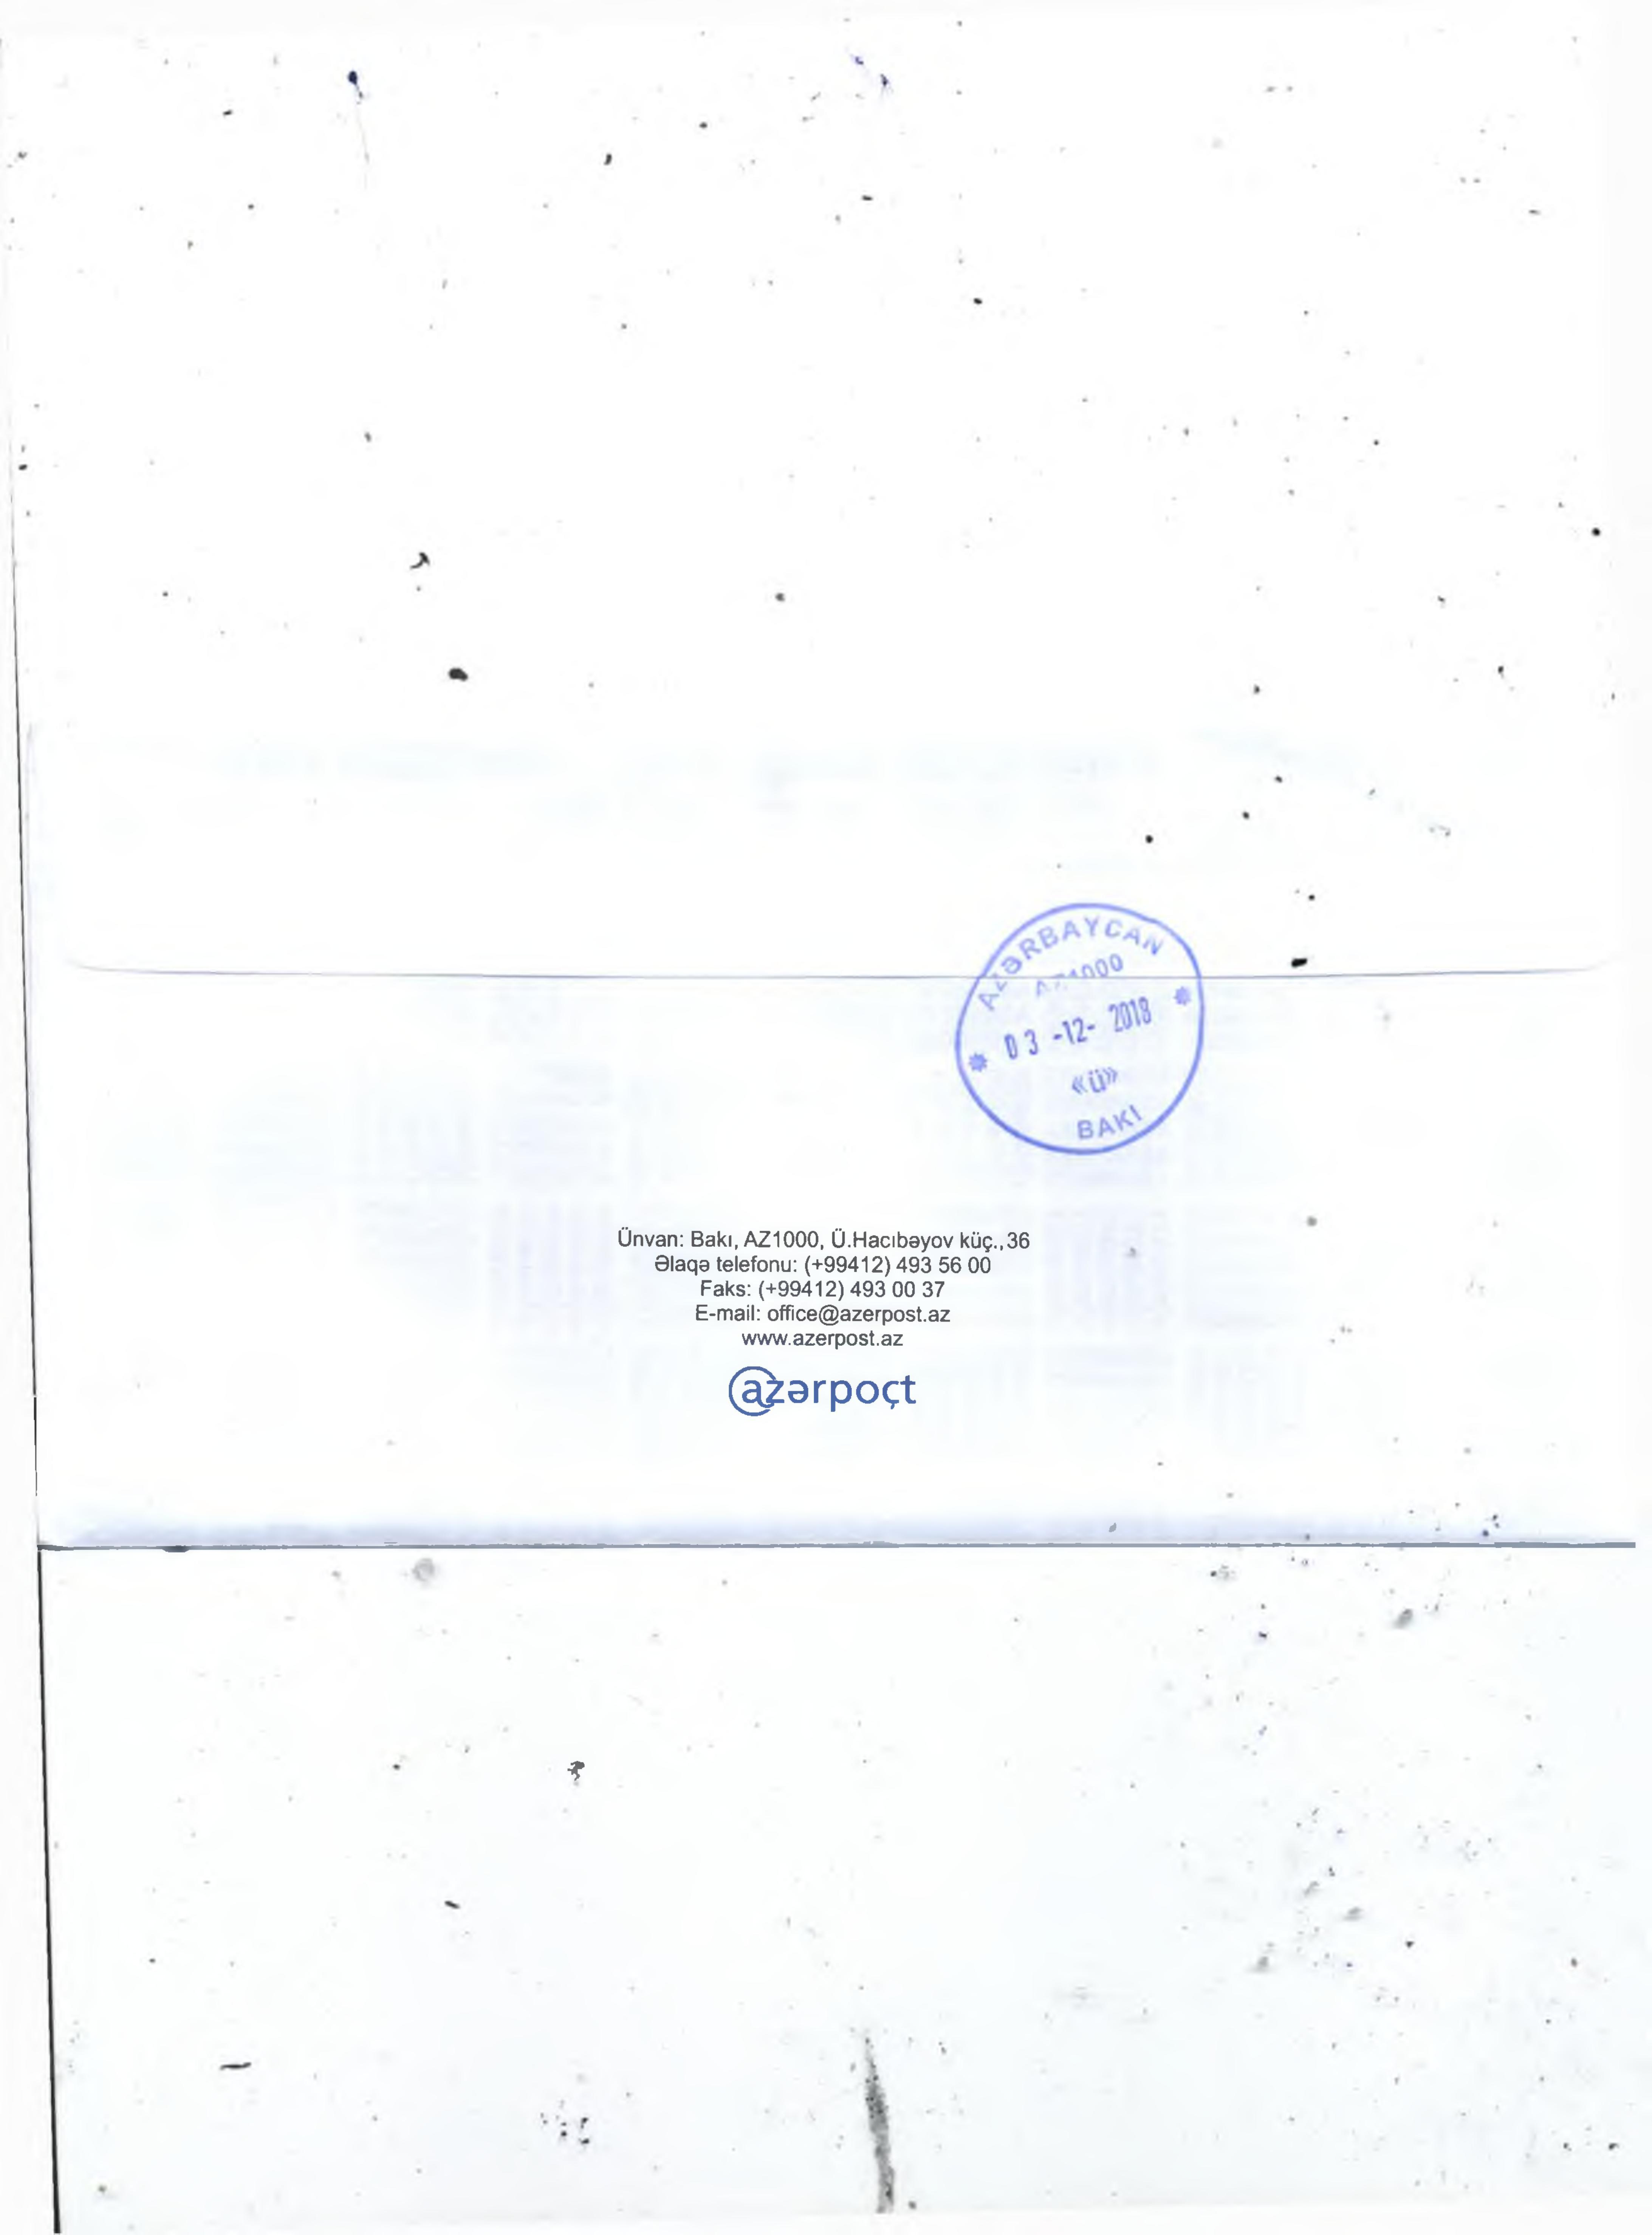 AZƏRBAYCAN
AZ1000
03 -12- 2018
«Ü»
BAKI
Ünvan: Bakı, AZ1000, Ü.Hacıbəyov küç.,36
Əlaqə telefonu: (+99412) 493 56 00
Faks: (+99412) 493 00 37
E-mail: office@azerpost.az
www.azerpost.az
@zərpoçt